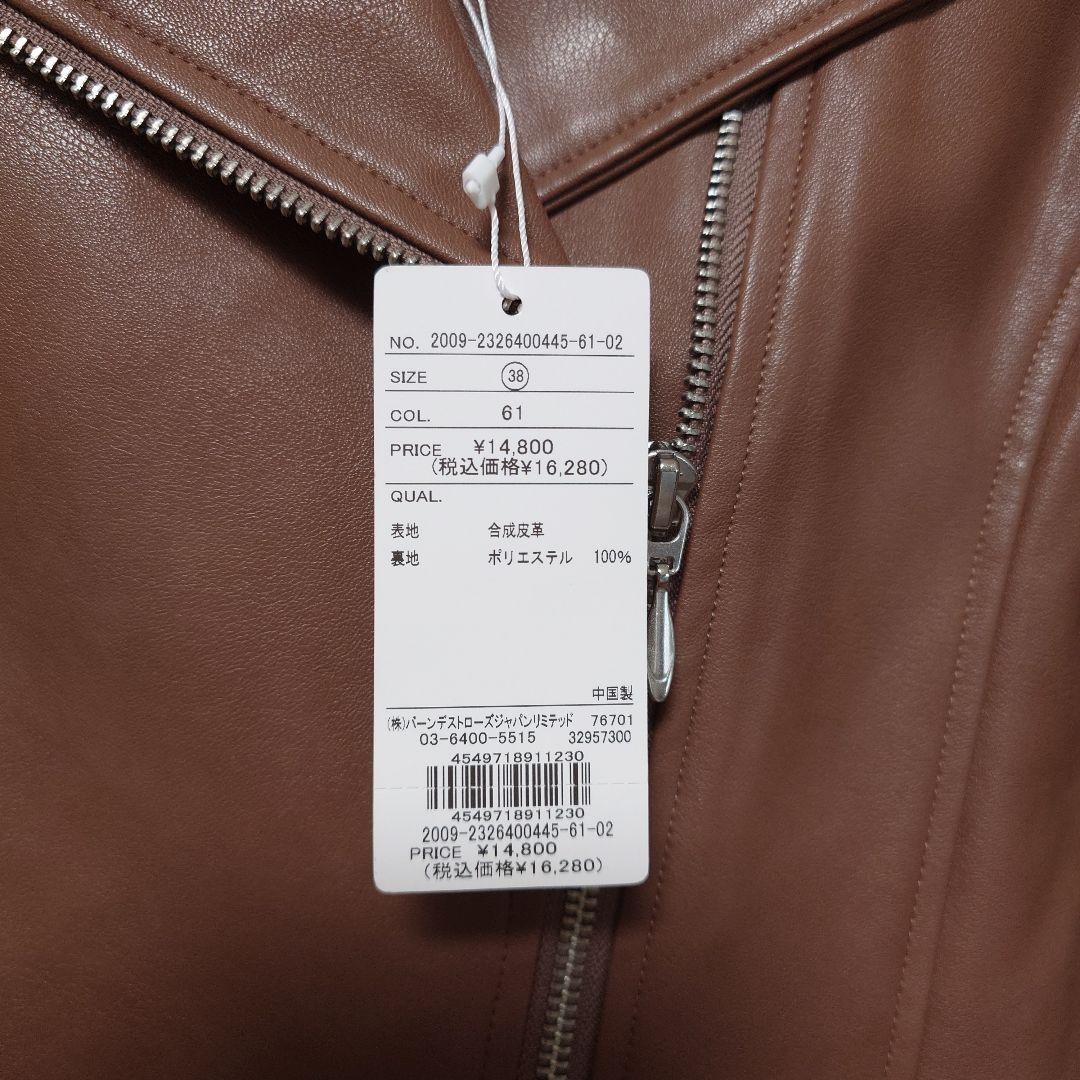 NO. 2009-2326400445-61-02
SIZE 38
COL. 61
PRICE ¥14,800
(税込価格¥16,280)
QUAL.
表地 合成皮革
裏地 ポリエステル 100%
中国製
(株)バーンデストローズジャパンリミテッド 76701
03-6400-5515 32957300
4549718911230
4549718911230
2009-2326400445-61-02
PRICE ¥14,800
(税込価格¥16,280)